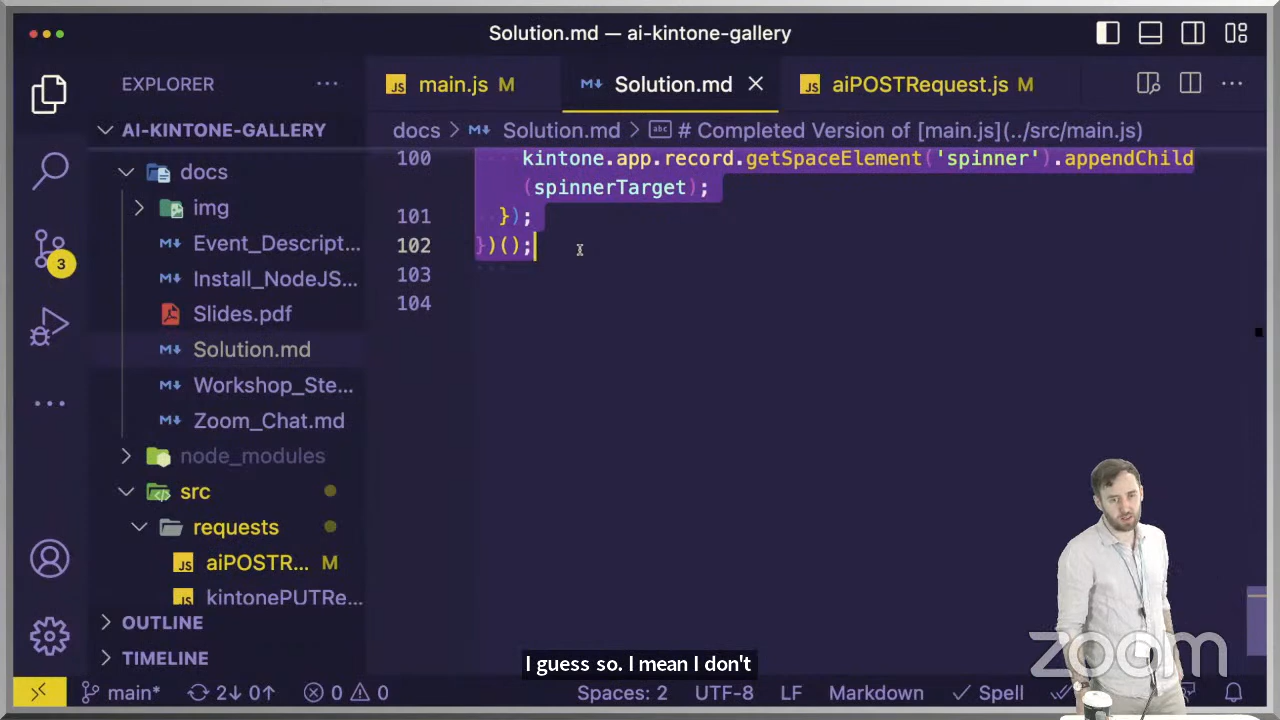 Solution.md — ai-kintone-gallery
EXPLORER
main.js M
Solution.md
aiPOSTRequest.js M
AI-KINTONE-GALLERY
docs > Solution.md > # Completed Version of [main.js](../src/main.js)
docs
img
Event_Descript...
Install_NodeJS...
Slides.pdf
Solution.md
Workshop_Ste...
Zoom_Chat.md
node_modules
src
requests
aiPOSTR... M
kintonePUTRe...
OUTLINE
TIMELINE
3
100 kintone.app.record.getSpaceElement('spinner').appendChild
(spinnerTarget);
101 });
102 })();
103
104
I guess so. I mean I don't
zoom
main* 2↓ 0↑ 0 0 Spaces: 2 UTF-8 LF Markdown Spell